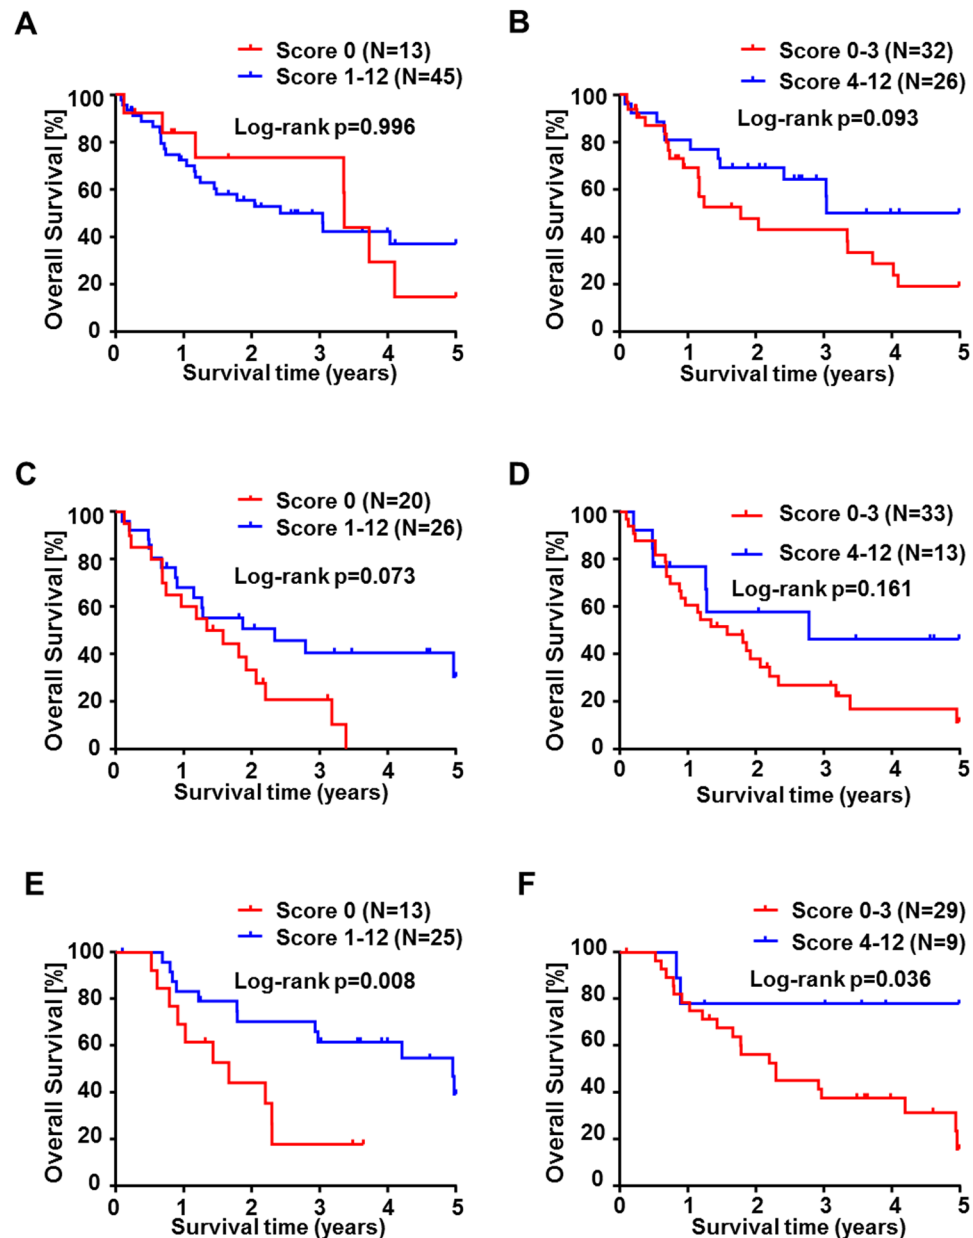 A
Score 0 (N=13)
Score 1-12 (N=45)
Log-rank p=0.996
Overall Survival [%]
100
80
60
40
20
0
0 1 2 3 4 5
Survival time (years)
B
Score 0-3 (N=32)
Score 4-12 (N=26)
Log-rank p=0.093
Overall Survival [%]
100
80
60
40
20
0
0 1 2 3 4 5
Survival time (years)
C
Score 0 (N=20)
Score 1-12 (N=26)
Log-rank p=0.073
Overall Survival [%]
100
80
60
40
20
0
0 1 2 3 4 5
Survival time (years)
D
Score 0-3 (N=33)
Score 4-12 (N=13)
Log-rank p=0.161
Overall Survival [%]
100
80
60
40
20
0
0 1 2 3 4 5
Survival time (years)
E
Score 0 (N=13)
Score 1-12 (N=25)
Log-rank p=0.008
Overall Survival [%]
100
80
60
40
20
0
0 1 2 3 4 5
Survival time (years)
F
Score 0-3 (N=29)
Score 4-12 (N=9)
Log-rank p=0.036
Overall Survival [%]
100
80
60
40
20
0
0 1 2 3 4 5
Survival time (years)